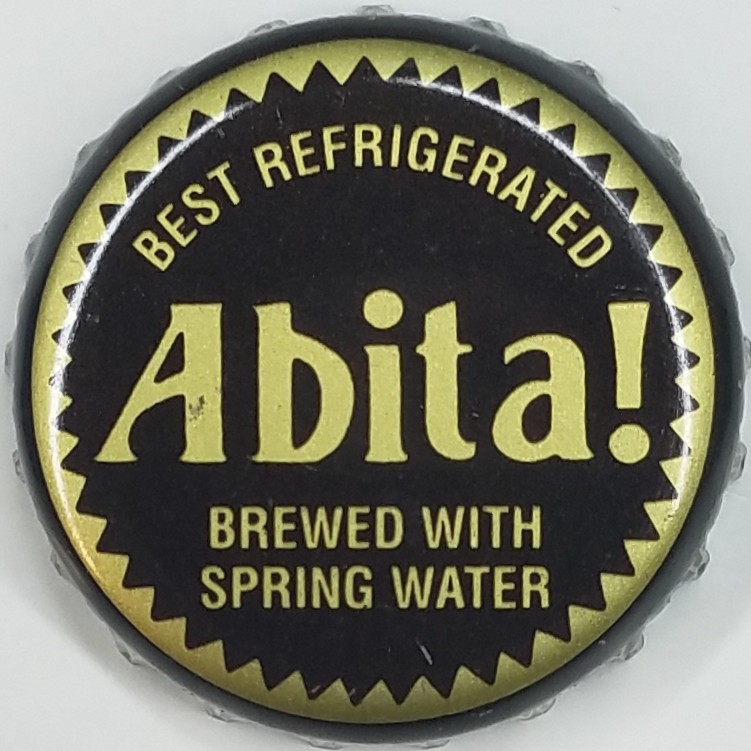 BEST REFRIGERATED
Abita!
BREWED WITH
SPRING WATER